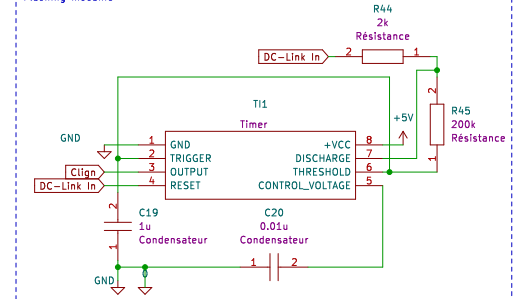 R44
2k
Résistance
DC-Link In
2
1
2
R45
200k
Résistance
1
TI1
Timer
+5V
GND
1
GND
+VCC
8
2
TRIGGER
DISCHARGE
7
Clign
3
OUTPUT
THRESHOLD
6
DC-Link In
4
RESET
CONTROL_VOLTAGE
5
2
C19
1u
Condensateur
1
C20
0.01u
Condensateur
1
2
GND
0